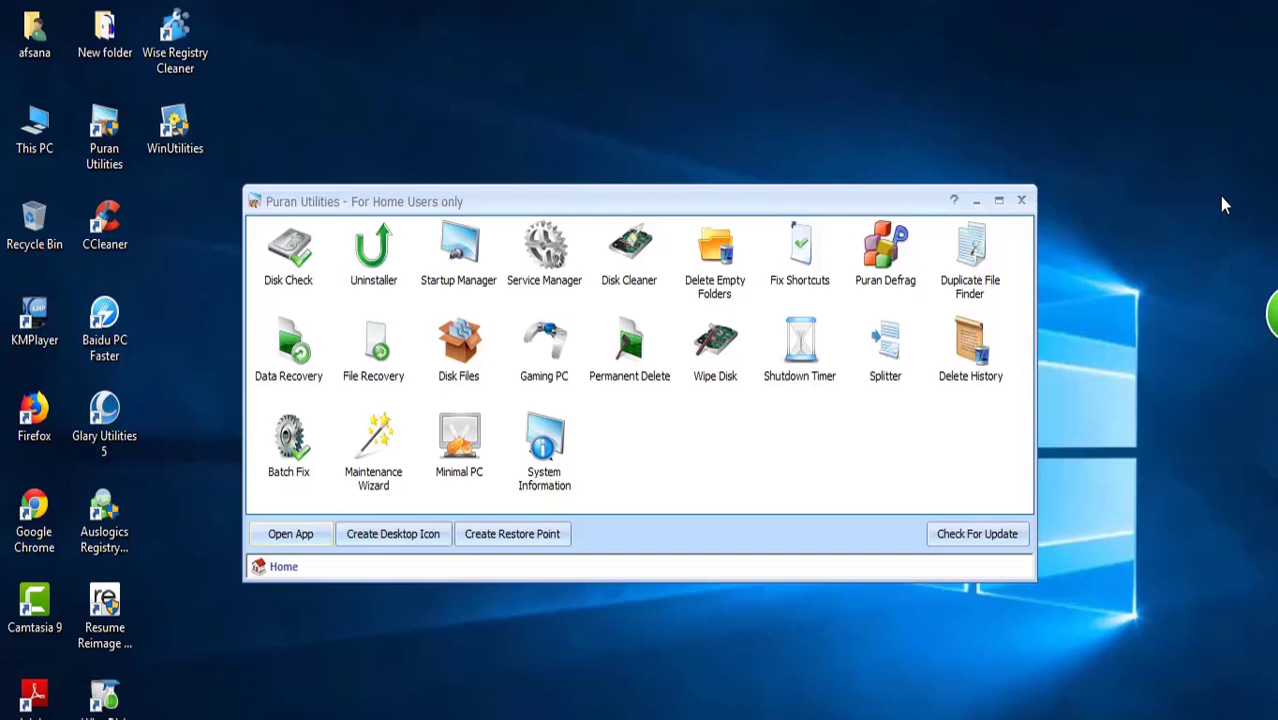 afsana
New folder
Wise Registry
Cleaner
This PC
Puran
Utilities
WinUtilities
Recycle Bin
CCleaner
KMPlayer
Baidu PC
Faster
Firefox
Glary Utilities
5
Google
Chrome
Auslogics
Registry...
Camtasia 9
re
Resume
Reimage ...
Puran Utilities - For Home Users only
Disk Check
Uninstaller
Startup Manager
Service Manager
Disk Cleaner
Delete Empty
Folders
Fix Shortcuts
Puran Defrag
Duplicate File
Finder
Data Recovery
File Recovery
Disk Files
Gaming PC
Permanent Delete
Wipe Disk
Shutdown Timer
Splitter
Delete History
Batch Fix
Maintenance
Wizard
Minimal PC
System
Information
Open App
Create Desktop Icon
Create Restore Point
Check For Update
Home